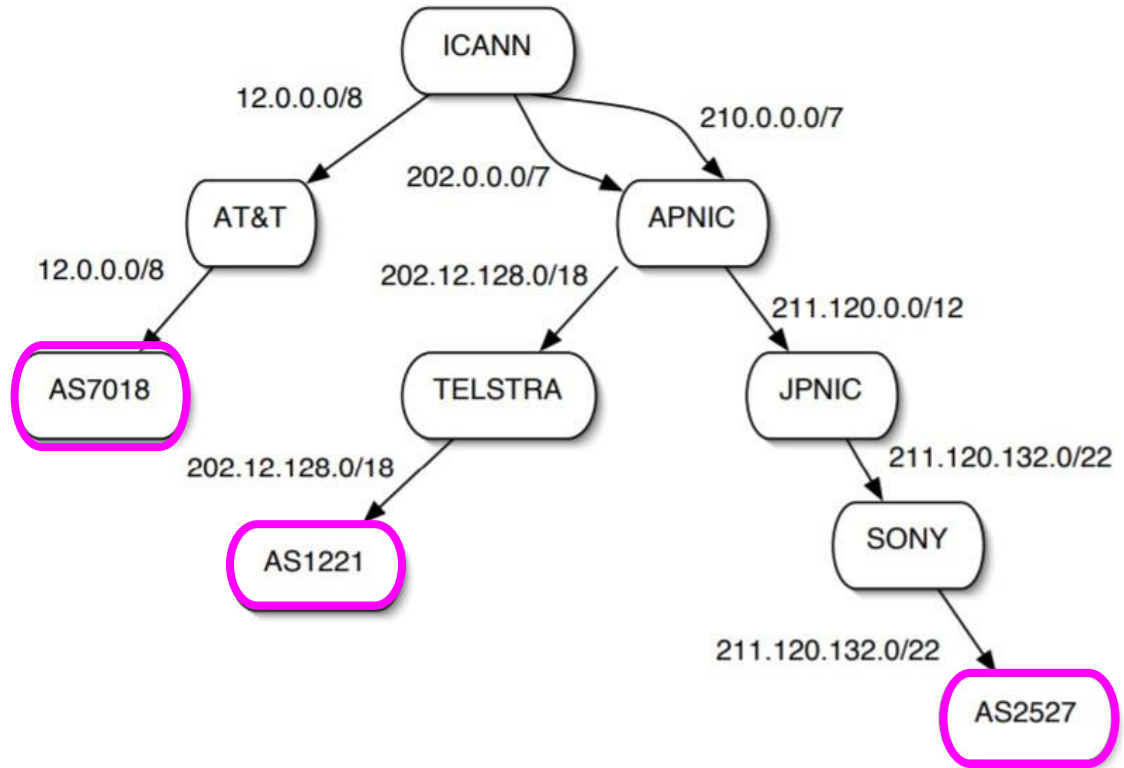 ICANN
12.0.0.0/8
210.0.0.0/7
202.0.0.0/7
AT&T
APNIC
12.0.0.0/8
202.12.128.0/18
211.120.0.0/12
AS7018
TELSTRA
JPNIC
202.12.128.0/18
211.120.132.0/22
AS1221
SONY
211.120.132.0/22
AS2527